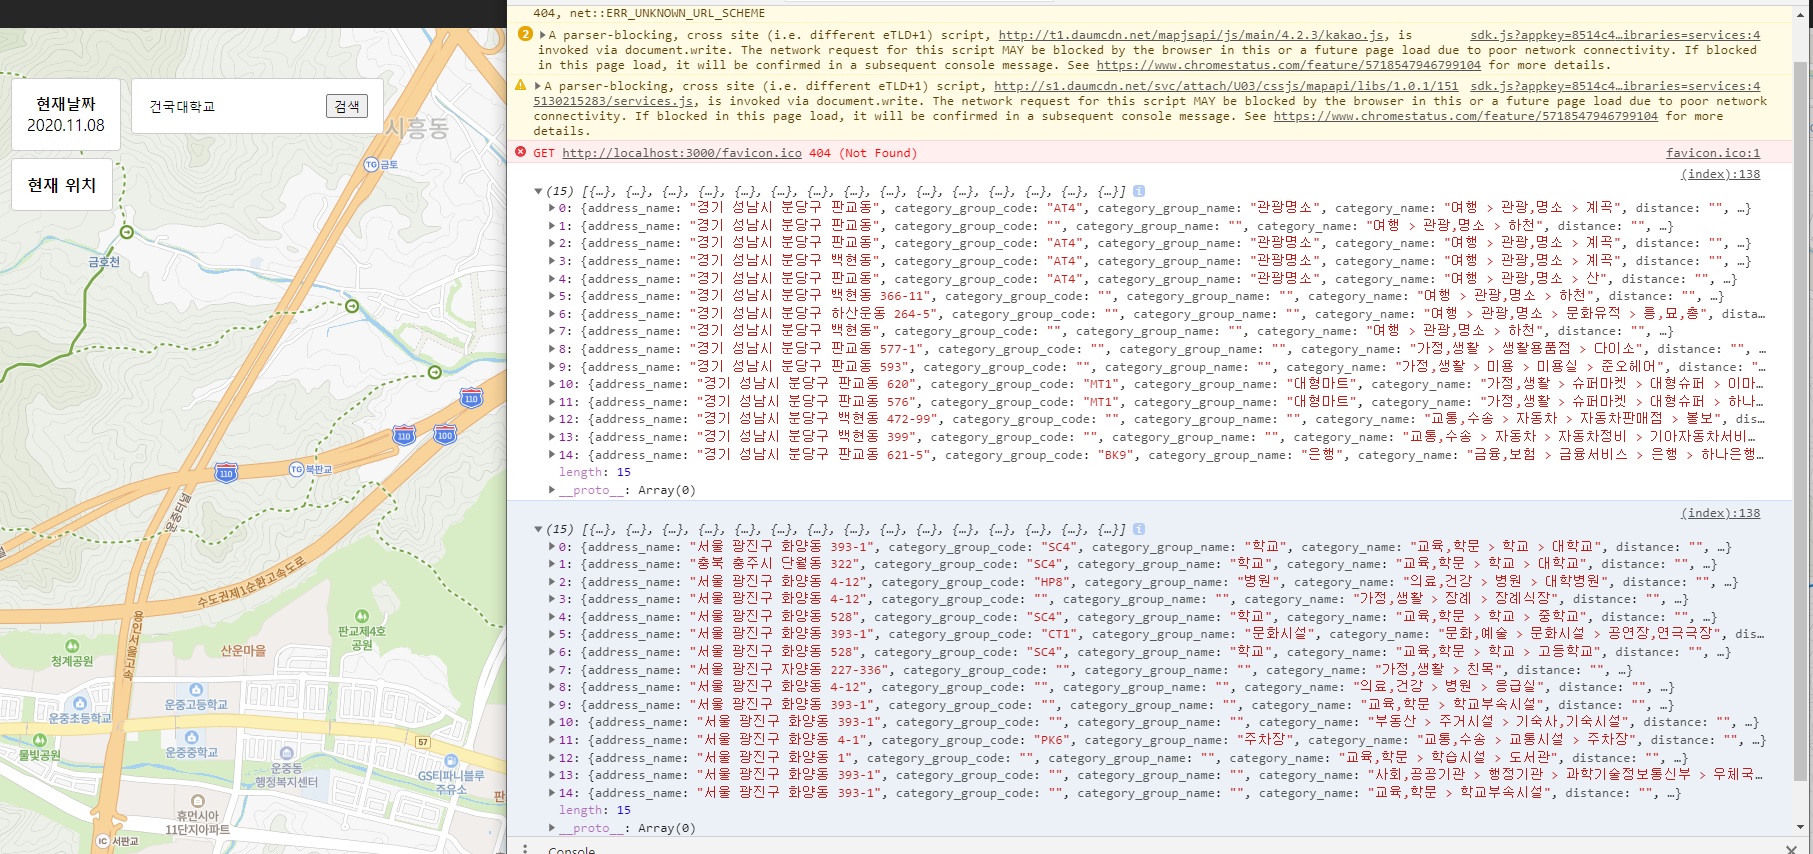 현재날짜
2020.11.08
건국대학교
검색
현재 위치
시흥동
TG 금토
금호천
110
110
100
110
TG 북판교
운중터널
수도권제1순환고속도로
용인서울고속
판교제4호
공원
청계공원
산운마을
운중고등학교
운중초등학교
물빛공원
운중중학교
57
운중동
행정복지센터
GS티파니블루
주유소
휴먼시아
11단지아파트
판
IC 서판교
404, net::ERR_UNKNOWN_URL_SCHEME
2 A parser-blocking, cross site (i.e. different eTLD+1) script, http://t1.daumcdn.net/mapjsapi/js/main/4.2.3/kakao.js, is sdk.js?appkey=8514c4…ibraries=services:4
invoked via document.write. The network request for this script MAY be blocked by the browser in this or a future page load due to poor network connectivity. If blocked
in this page load, it will be confirmed in a subsequent console message. See https://www.chromestatus.com/feature/5718547946799104 for more details.
A parser-blocking, cross site (i.e. different eTLD+1) script, http://s1.daumcdn.net/svc/attach/U03/cssjs/mapapi/libs/1.0.1/151 sdk.js?appkey=8514c4…ibraries=services:4
5130215283/services.js, is invoked via document.write. The network request for this script MAY be blocked by the browser in this or a future page load due to poor network
connectivity. If blocked in this page load, it will be confirmed in a subsequent console message. See https://www.chromestatus.com/feature/5718547946799104 for more
details.
GET http://localhost:3000/favicon.ico 404 (Not Found) favicon.ico:1
(index):138
(15) [{…}, {…}, {…}, {…}, {…}, {…}, {…}, {…}, {…}, {…}, {…}, {…}, {…}, {…}, {…}]
0: {address_name: "경기 성남시 분당구 판교동", category_group_code: "AT4", category_group_name: "관광명소", category_name: "여행 > 관광,명소 > 계곡", distance: "", …}
1: {address_name: "경기 성남시 분당구 판교동", category_group_code: "", category_group_name: "", category_name: "여행 > 관광,명소 > 하천", distance: "", …}
2: {address_name: "경기 성남시 분당구 판교동", category_group_code: "AT4", category_group_name: "관광명소", category_name: "여행 > 관광,명소 > 계곡", distance: "", …}
3: {address_name: "경기 성남시 분당구 백현동", category_group_code: "AT4", category_group_name: "관광명소", category_name: "여행 > 관광,명소 > 계곡", distance: "", …}
4: {address_name: "경기 성남시 분당구 판교동", category_group_code: "AT4", category_group_name: "관광명소", category_name: "여행 > 관광,명소 > 산", distance: "", …}
5: {address_name: "경기 성남시 분당구 백현동 366-11", category_group_code: "", category_group_name: "", category_name: "여행 > 관광,명소 > 하천", distance: "", …}
6: {address_name: "경기 성남시 분당구 하산운동 264-5", category_group_code: "", category_group_name: "", category_name: "여행 > 관광,명소 > 문화유적 > 릉,묘,총", dista…
7: {address_name: "경기 성남시 분당구 백현동", category_group_code: "", category_group_name: "", category_name: "여행 > 관광,명소 > 하천", distance: "", …}
8: {address_name: "경기 성남시 분당구 판교동 577-1", category_group_code: "", category_group_name: "", category_name: "가정,생활 > 생활용품점 > 다이소", distance: "", …
9: {address_name: "경기 성남시 분당구 판교동 593", category_group_code: "", category_group_name: "", category_name: "가정,생활 > 미용 > 미용실 > 준오헤어", distance: "…
10: {address_name: "경기 성남시 분당구 판교동 620", category_group_code: "MT1", category_group_name: "대형마트", category_name: "가정,생활 > 슈퍼마켓 > 대형슈퍼 > 이마…
11: {address_name: "경기 성남시 분당구 판교동 576", category_group_code: "MT1", category_group_name: "대형마트", category_name: "가정,생활 > 슈퍼마켓 > 대형슈퍼 > 하나…
12: {address_name: "경기 성남시 분당구 백현동 472-99", category_group_code: "", category_group_name: "", category_name: "교통,수송 > 자동차 > 자동차판매점 > 볼보", dis…
13: {address_name: "경기 성남시 분당구 백현동 399", category_group_code: "", category_group_name: "", category_name: "교통,수송 > 자동차 > 자동차정비 > 기아자동차서비…
14: {address_name: "경기 성남시 분당구 판교동 621-5", category_group_code: "BK9", category_group_name: "은행", category_name: "금융,보험 > 금융서비스 > 은행 > 하나은행…
length: 15
__proto__: Array(0)
(index):138
(15) [{…}, {…}, {…}, {…}, {…}, {…}, {…}, {…}, {…}, {…}, {…}, {…}, {…}, {…}, {…}]
0: {address_name: "서울 광진구 화양동 393-1", category_group_code: "SC4", category_group_name: "학교", category_name: "교육,학문 > 학교 > 대학교", distance: "", …}
1: {address_name: "충북 충주시 단월동 322", category_group_code: "SC4", category_group_name: "학교", category_name: "교육,학문 > 학교 > 대학교", distance: "", …}
2: {address_name: "서울 광진구 화양동 4-12", category_group_code: "HP8", category_group_name: "병원", category_name: "의료,건강 > 병원 > 대학병원", distance: "", …}
3: {address_name: "서울 광진구 화양동 4-12", category_group_code: "", category_group_name: "", category_name: "가정,생활 > 장례 > 장례식장", distance: "", …}
4: {address_name: "서울 광진구 화양동 528", category_group_code: "SC4", category_group_name: "학교", category_name: "교육,학문 > 학교 > 중학교", distance: "", …}
5: {address_name: "서울 광진구 화양동 393-1", category_group_code: "CT1", category_group_name: "문화시설", category_name: "문화,예술 > 문화시설 > 공연장,연극극장", dis…
6: {address_name: "서울 광진구 화양동 528", category_group_code: "SC4", category_group_name: "학교", category_name: "교육,학문 > 학교 > 고등학교", distance: "", …}
7: {address_name: "서울 광진구 자양동 227-336", category_group_code: "", category_group_name: "", category_name: "가정,생활 > 친목", distance: "", …}
8: {address_name: "서울 광진구 화양동 4-12", category_group_code: "", category_group_name: "", category_name: "의료,건강 > 병원 > 응급실", distance: "", …}
9: {address_name: "서울 광진구 화양동 393-1", category_group_code: "", category_group_name: "", category_name: "교육,학문 > 학교부속시설", distance: "", …}
10: {address_name: "서울 광진구 화양동 393-1", category_group_code: "", category_group_name: "", category_name: "부동산 > 주거시설 > 기숙사,기숙시설", distance: "", …}
11: {address_name: "서울 광진구 화양동 4-1", category_group_code: "PK6", category_group_name: "주차장", category_name: "교통,수송 > 교통시설 > 주차장", distance: "", …}
12: {address_name: "서울 광진구 화양동 1", category_group_code: "", category_group_name: "", category_name: "교육,학문 > 학습시설 > 도서관", distance: "", …}
13: {address_name: "서울 광진구 화양동 393-1", category_group_code: "", category_group_name: "", category_name: "사회,공공기관 > 행정기관 > 과학기술정보통신부 > 우체국…
14: {address_name: "서울 광진구 화양동 393-1", category_group_code: "", category_group_name: "", category_name: "교육,학문 > 학교부속시설", distance: "", …}
length: 15
__proto__: Array(0)
Console